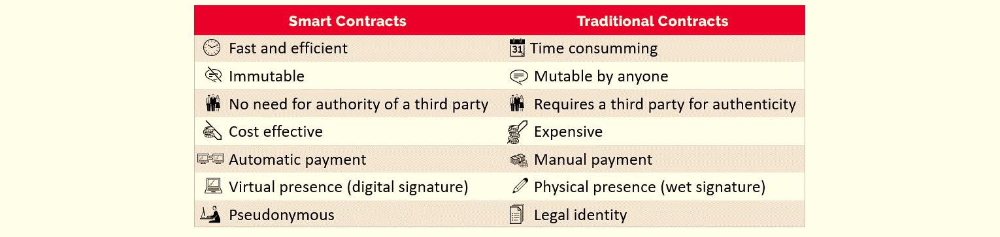 Smart Contracts Traditional Contracts
Fast and efficient 31 Time consumming
Immutable Mutable by anyone
No need for authority of a third party Requires a third party for authenticity
Cost effective Expensive
Automatic payment Manual payment
Virtual presence (digital signature) Physical presence (wet signature)
Pseudonymous Legal identity